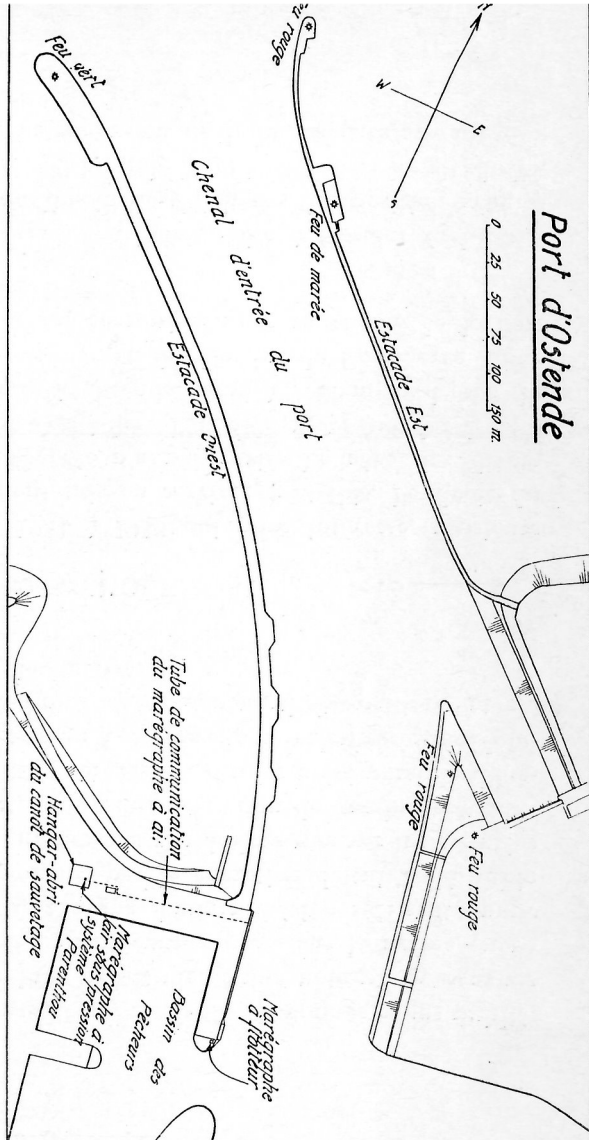 Port d'Ostende
0 25 50 75 100 150 m.
W
E
S
Feu rouge
Feu vert
Feu de marée
Chenal d'entrée du port
Estacade Est
Estacade Ouest
Tube de communication
du marégraphe à air
Feu rouge
Feu rouge
Hangar-abri
du canot de sauvetage
Marégraphe à
air sous pression
système
Parenthou
Bassin des
Pêcheurs
Marégraphe
à flotteur